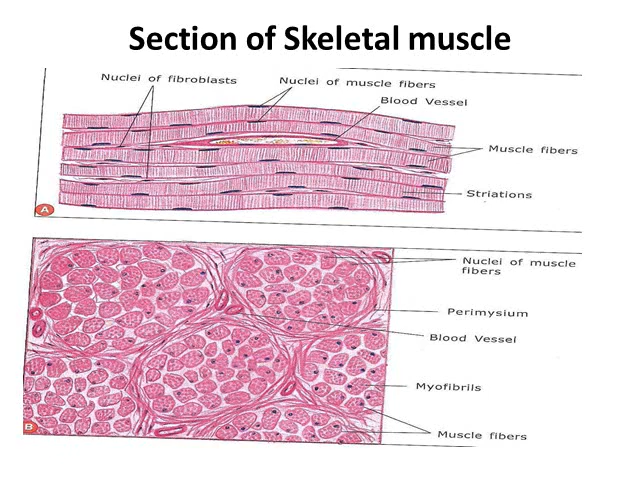 Section of Skeletal muscle
Nuclei of fibroblasts
Nuclei of muscle fibers
Blood Vessel
Muscle fibers
Striations
A
Nuclei of muscle
fibers
Perimysium
Blood Vessel
Myofibrils
Muscle fibers
B